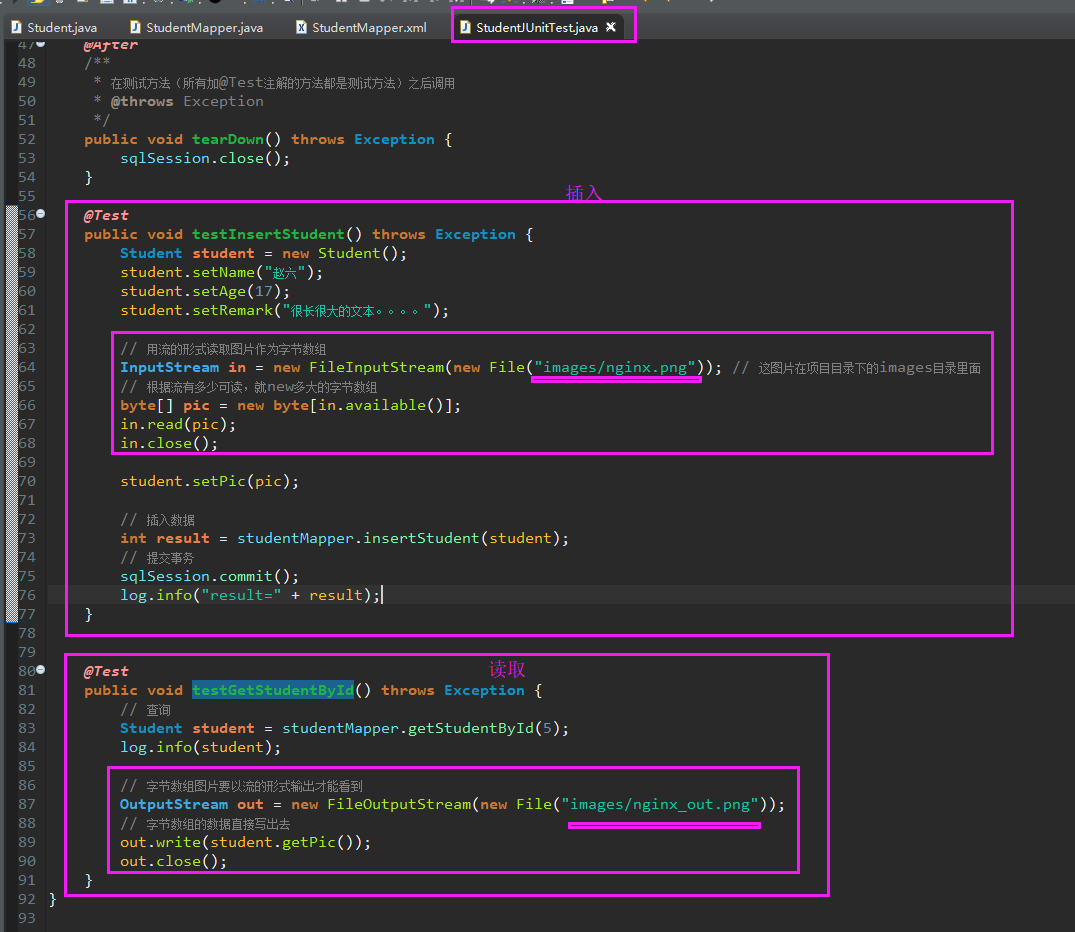 Student.java StudentMapper.java StudentMapper.xml StudentJUnitTest.java
47 @After
48 /**
49 * 在测试方法（所有加@Test注解的方法都是测试方法）之后调用
50 * @throws Exception
51 */
52 public void tearDown() throws Exception {
53 sqlSession.close();
54 }
55
插入
56 @Test
57 public void testInsertStudent() throws Exception {
58 Student student = new Student();
59 student.setName("赵六");
60 student.setAge(17);
61 student.setRemark("很长很大的文本。。。。");
62
63 // 用流的形式读取图片作为字节数组
64 InputStream in = new FileInputStream(new File("images/nginx.png")); // 这图片在项目目录下的images目录里面
65 // 根据流有多少可读，就new多大的字节数组
66 byte[] pic = new byte[in.available()];
67 in.read(pic);
68 in.close();
69
70 student.setPic(pic);
71
72 // 插入数据
73 int result = studentMapper.insertStudent(student);
74 // 提交事务
75 sqlSession.commit();
76 log.info("result=" + result);
77 }
78
79
读取
80 @Test
81 public void testGetStudentById() throws Exception {
82 // 查询
83 Student student = studentMapper.getStudentById(5);
84 log.info(student);
85
86 // 字节数组图片要以流的形式输出才能看到
87 OutputStream out = new FileOutputStream(new File("images/nginx_out.png"));
88 // 字节数组的数据直接写出去
89 out.write(student.getPic());
90 out.close();
91 }
92 }
93